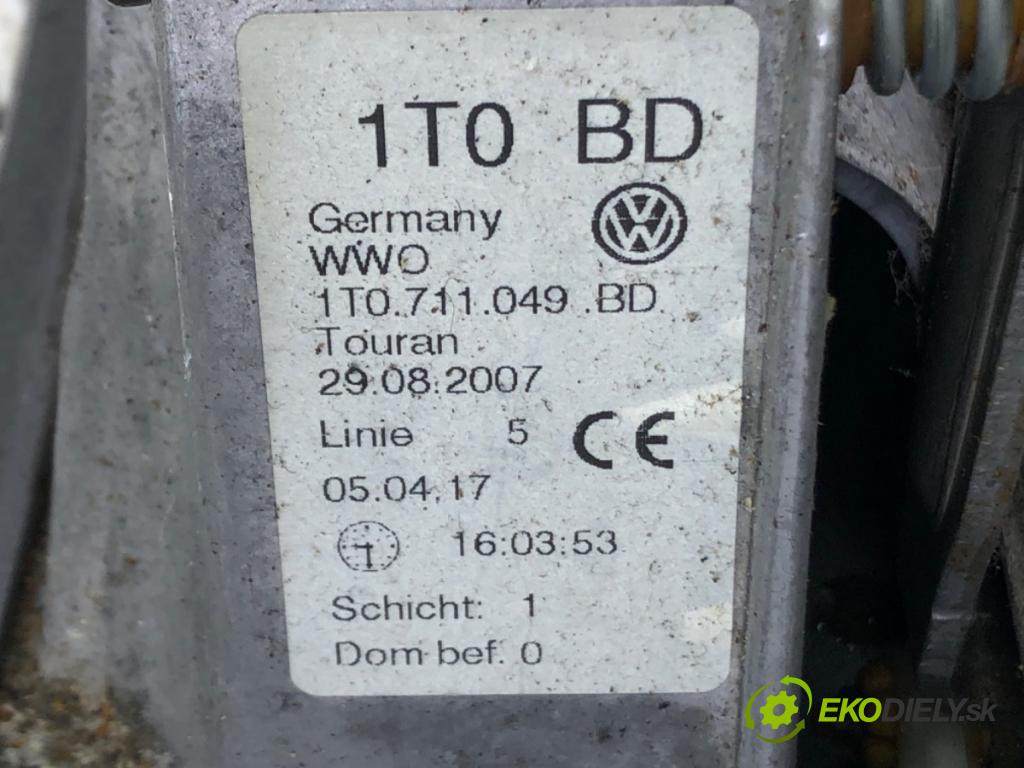 1T0 BD
Germany
WWO
1T0.711.049 .BD.
Touran
29.08.2007
Linie 5 CE
05.04.17
16:03:53
Schicht: 1
Dom bef. 0
EKODIELY.sk